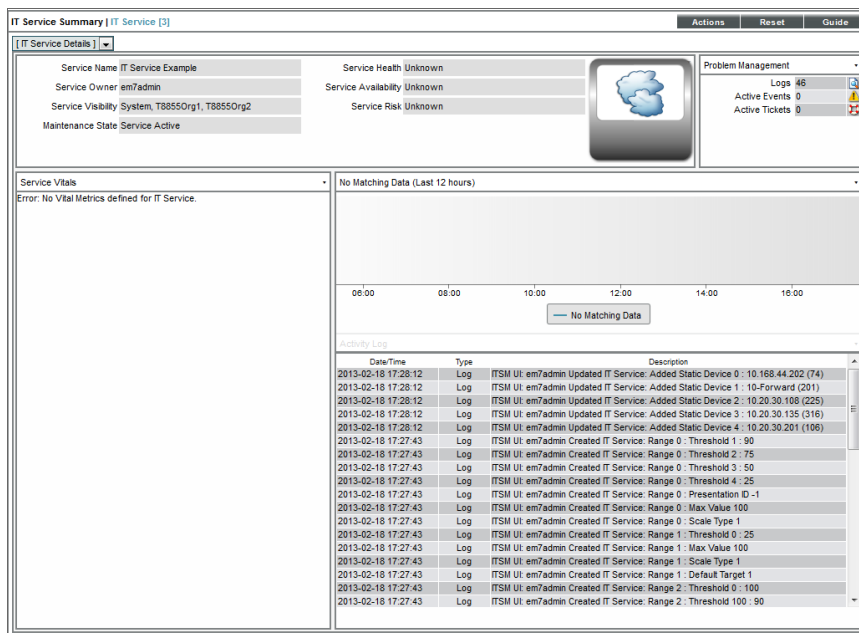 IT Service Summary | IT Service [3]
Actions Reset Guide
[ IT Service Details ]
Service Name IT Service Example
Service Owner em7admin
Service Visibility System, T8855Org1, T8855Org2
Maintenance State Service Active
Service Health Unknown
Service Availability Unknown
Service Risk Unknown
Problem Management
Logs 46
Active Events 0
Active Tickets 0
Service Vitals
Error: No Vital Metrics defined for IT Service.
No Matching Data (Last 12 hours)
06:00 08:00 10:00 12:00 14:00 16:00
No Matching Data
Activity Log
Date/Time Type Description
2013-02-18 17:28:12 Log ITSM UI: em7admin Updated IT Service: Added Static Device 0 : 10.168.44.202 (74)
2013-02-18 17:28:12 Log ITSM UI: em7admin Updated IT Service: Added Static Device 1 : 10-Forward (201)
2013-02-18 17:28:12 Log ITSM UI: em7admin Updated IT Service: Added Static Device 2 : 10.20.30.108 (225)
2013-02-18 17:28:12 Log ITSM UI: em7admin Updated IT Service: Added Static Device 3 : 10.20.30.135 (316)
2013-02-18 17:28:12 Log ITSM UI: em7admin Updated IT Service: Added Static Device 4 : 10.20.30.201 (106)
2013-02-18 17:27:43 Log ITSM UI: em7admin Created IT Service: Range 0 : Threshold 1 : 90
2013-02-18 17:27:43 Log ITSM UI: em7admin Created IT Service: Range 0 : Threshold 2 : 75
2013-02-18 17:27:43 Log ITSM UI: em7admin Created IT Service: Range 0 : Threshold 3 : 50
2013-02-18 17:27:43 Log ITSM UI: em7admin Created IT Service: Range 0 : Threshold 4 : 25
2013-02-18 17:27:43 Log ITSM UI: em7admin Created IT Service: Range 0 : Presentation ID -1
2013-02-18 17:27:43 Log ITSM UI: em7admin Created IT Service: Range 0 : Max Value 100
2013-02-18 17:27:43 Log ITSM UI: em7admin Created IT Service: Range 0 : Scale Type 1
2013-02-18 17:27:43 Log ITSM UI: em7admin Created IT Service: Range 1 : Threshold 0 : 25
2013-02-18 17:27:43 Log ITSM UI: em7admin Created IT Service: Range 1 : Max Value 100
2013-02-18 17:27:43 Log ITSM UI: em7admin Created IT Service: Range 1 : Scale Type 1
2013-02-18 17:27:43 Log ITSM UI: em7admin Created IT Service: Range 1 : Default Target 1
2013-02-18 17:27:43 Log ITSM UI: em7admin Created IT Service: Range 2 : Threshold 0 : 100
2013-02-18 17:27:43 Log ITSM UI: em7admin Created IT Service: Range 2 : Threshold 100 : 90